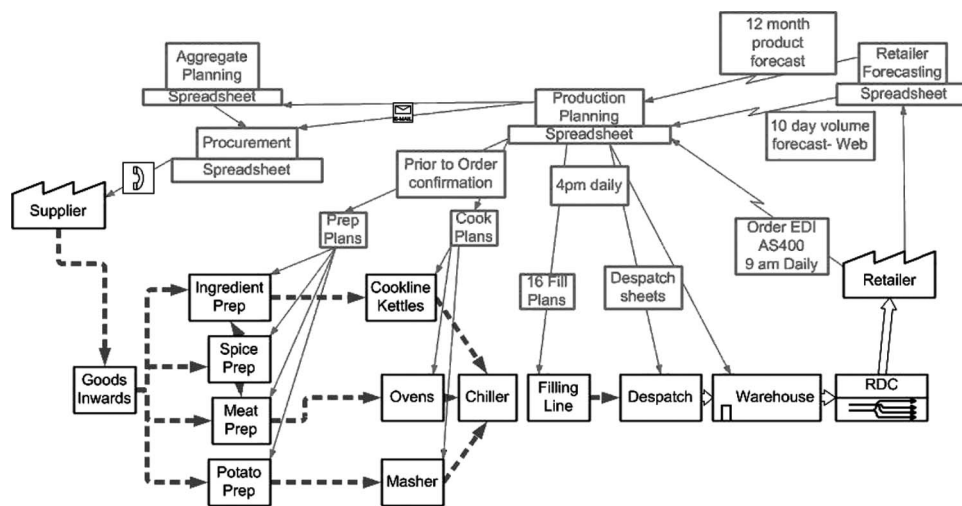 12 month
product
forecast
Aggregate
Planning
Spreadsheet
Retailer
Forecasting
Spreadsheet
Production
Planning
Spreadsheet
E-MAIL
Procurement
Spreadsheet
10 day volume
forecast- Web
Prior to Order
confirmation
4pm daily
Supplier
Prep
Plans
Cook
Plans
Order EDI
AS400
9 am Daily
Retailer
16 Fill
Plans
Despatch
sheets
Ingredient
Prep
Cookline
Kettles
Spice
Prep
Goods
Inwards
Meat
Prep
Ovens
Chiller
Filling
Line
Despatch
Warehouse
RDC
Potato
Prep
Masher